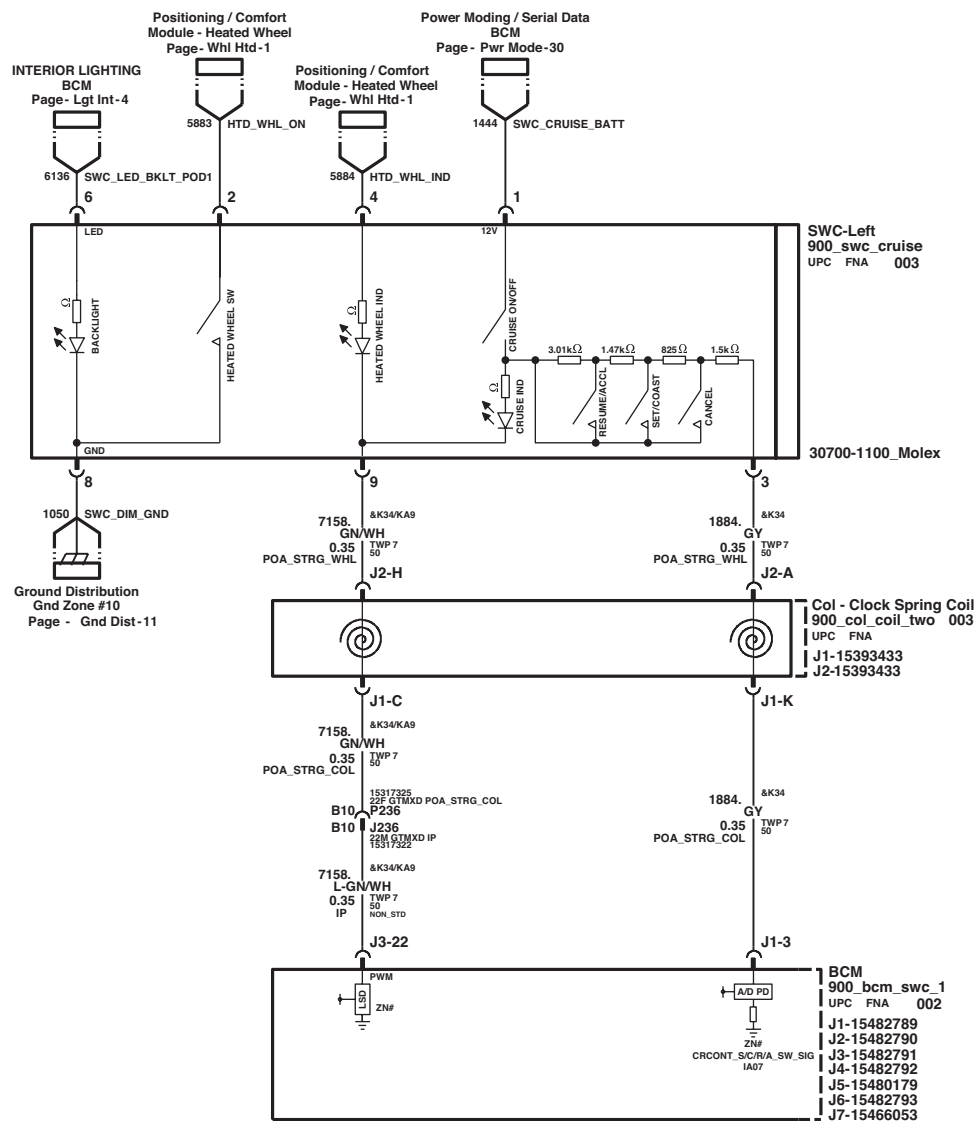 Positioning / Comfort
Module - Heated Wheel
Page- Whl Htd-1
Power Moding / Serial Data
BCM
Page - Pwr Mode-30
INTERIOR LIGHTING
BCM
Page- Lgt Int-4
Positioning / Comfort
Module - Heated Wheel
Page- Whl Htd-1
5883 HTD_WHL_ON
1444 SWC_CRUISE_BATT
6136 SWC_LED_BKLT_POD1
5884 HTD_WHL_IND
6 2 4 1
LED
12V
SWC-Left
900_swc_cruise
UPC FNA 003
Ω
BACKLIGHT
HEATED WHEEL SW
Ω
HEATED WHEEL IND
CRUISE ON/OFF
3.01kΩ 1.47kΩ 825Ω 1.5kΩ
Ω
CRUISE IND
RESUME/ACCL
SET/COAST
CANCEL
GND
30700-1100_Molex
8 9 3
1050 SWC_DIM_GND
Ground Distribution
Gnd Zone #10
Page - Gnd Dist-11
7158. &K34/KA9
GN/WH
0.35 TWP 7
50
POA_STRG_WHL
J2-H
1884. &K34
GY
0.35 TWP 7
50
POA_STRG_WHL
J2-A
Col - Clock Spring Coil
900_col_coil_two 003
UPC FNA
J1-15393433
J2-15393433
J1-C
J1-K
7158. &K34/KA9
GN/WH
0.35 TWP 7
50
POA_STRG_COL
15317325
22F GTMXD POA_STRG_COL
B10 P236
B10 J236
22M GTMXD IP
15317322
1884. &K34
GY
0.35 TWP 7
50
POA_STRG_COL
7158. &K34/KA9
L-GN/WH
0.35 TWP 7
50
IP NON_STD
J3-22
J1-3
PWM
LSD
ZN#
A/D PD
ZN#
CRCONT_S/C/R/A_SW_SIG
IA07
BCM
900_bcm_swc_1
UPC FNA 002
J1-15482789
J2-15482790
J3-15482791
J4-15482792
J5-15480179
J6-15482793
J7-15466053